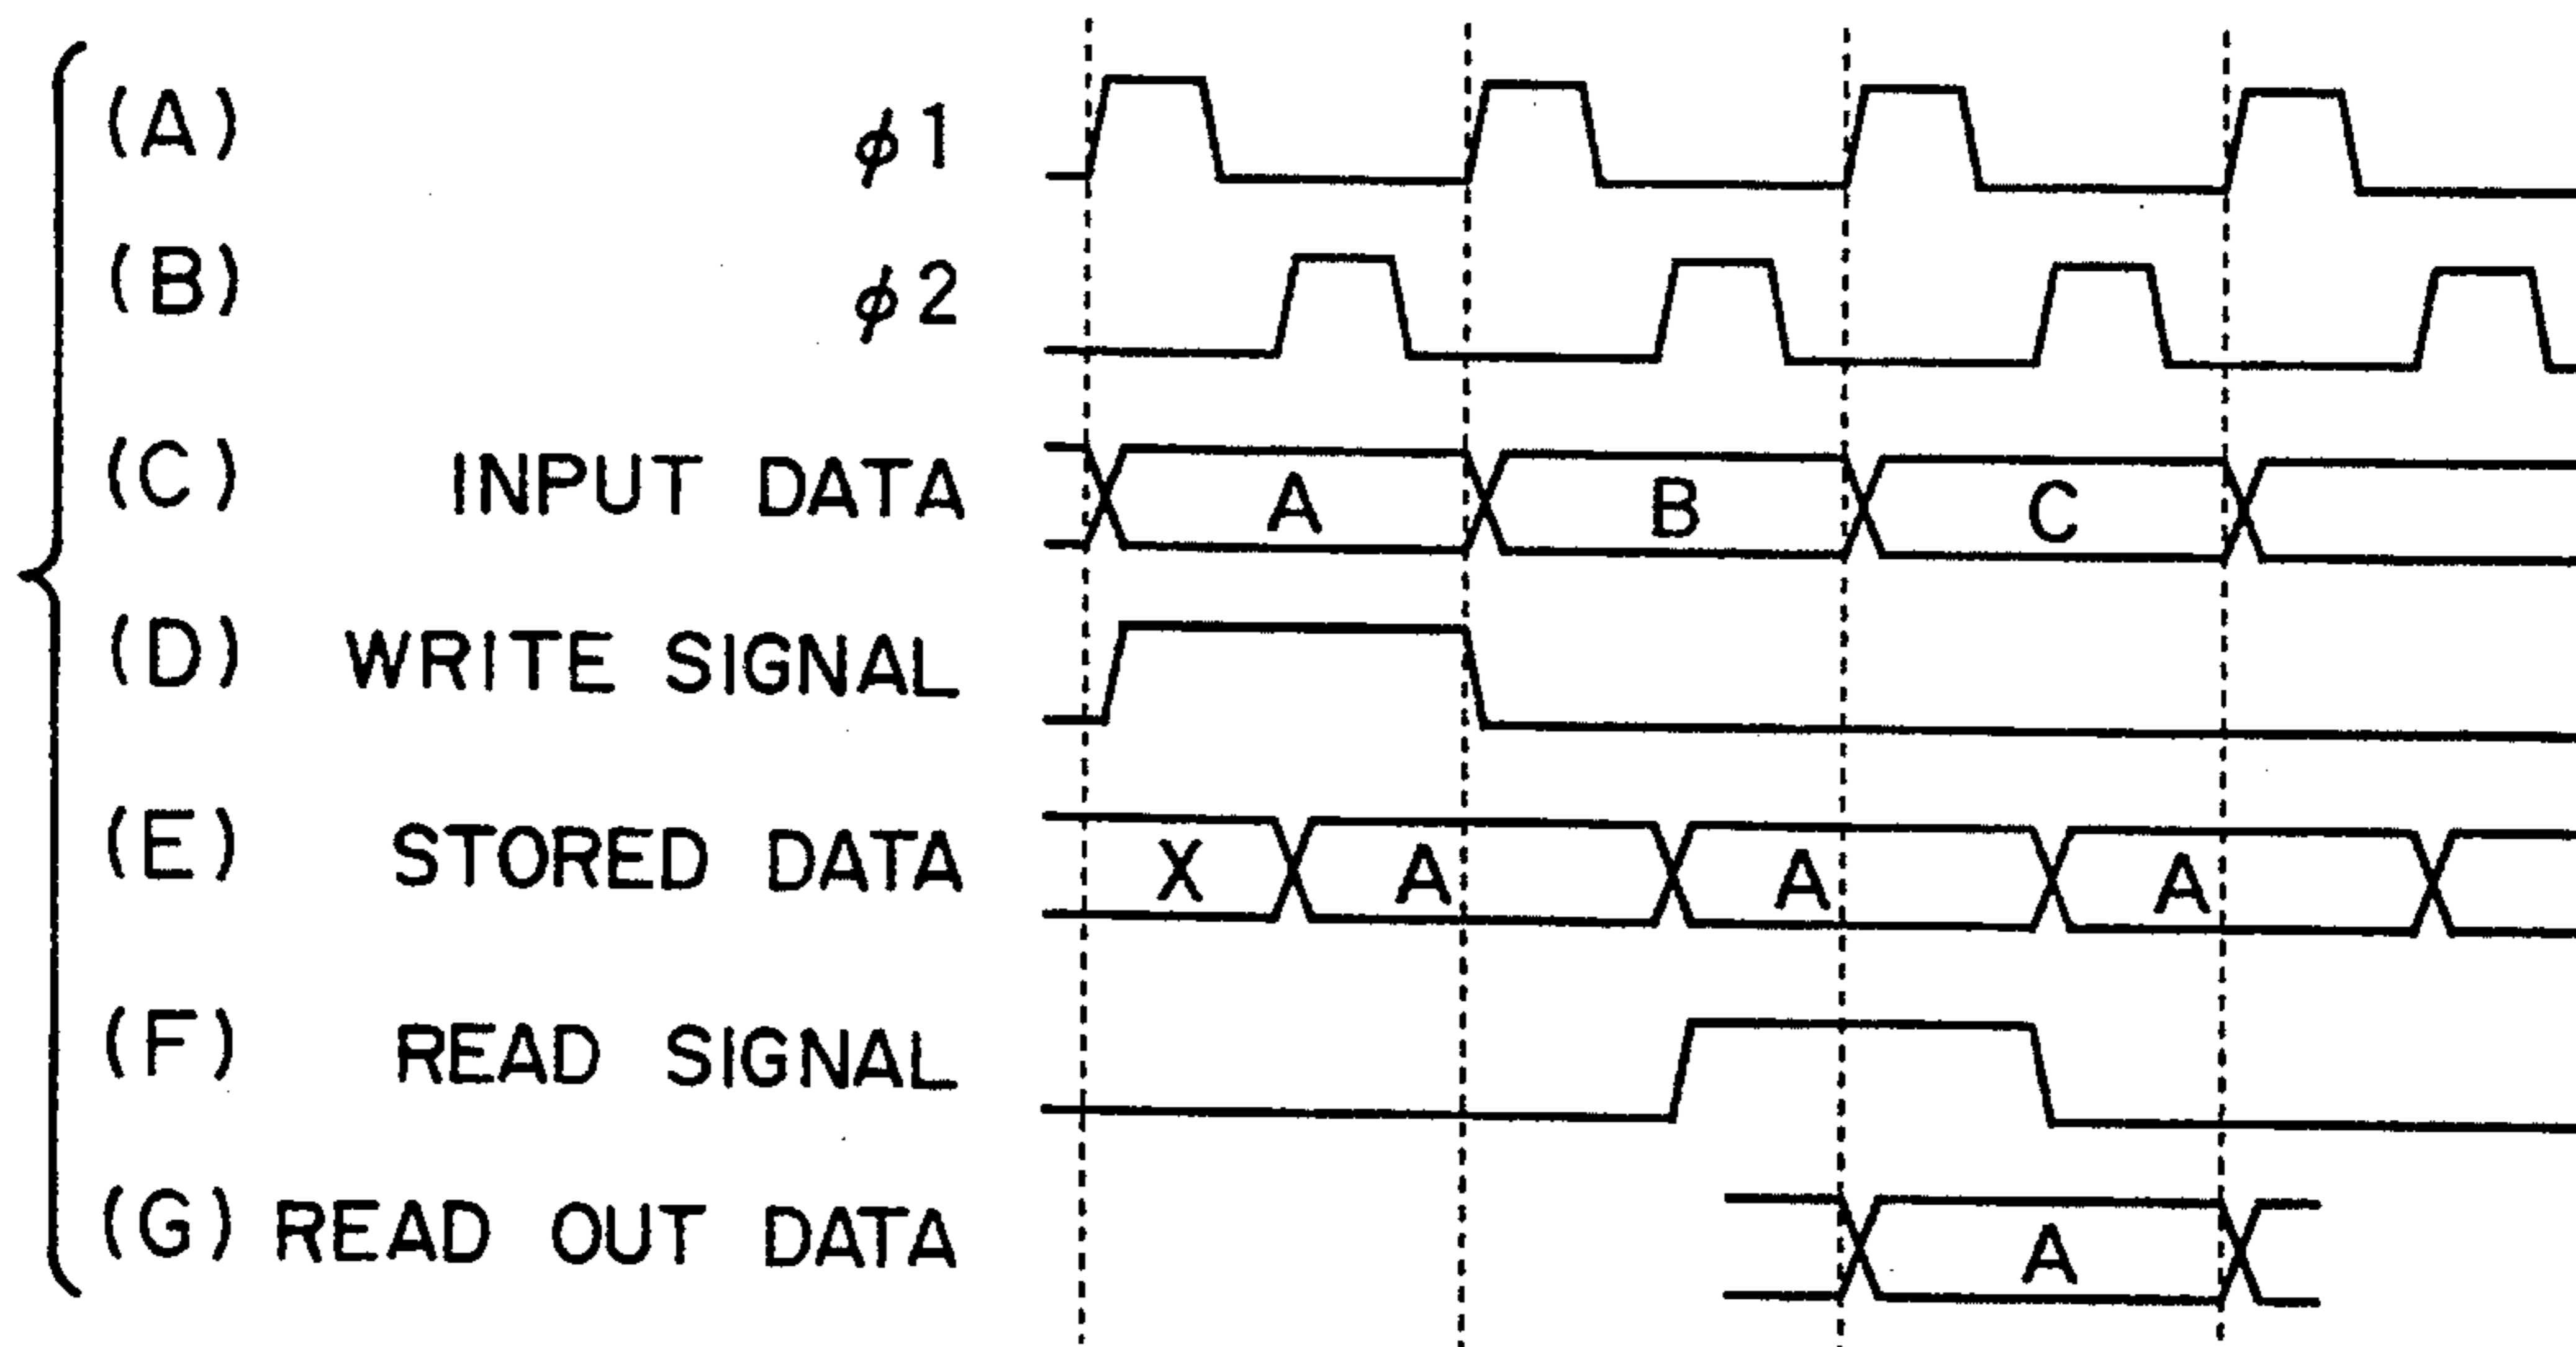 (A) φ1
(B) φ2
(C) INPUT DATA A B C
(D) WRITE SIGNAL
(E) STORED DATA X A A A
(F) READ SIGNAL
(G) READ OUT DATA A